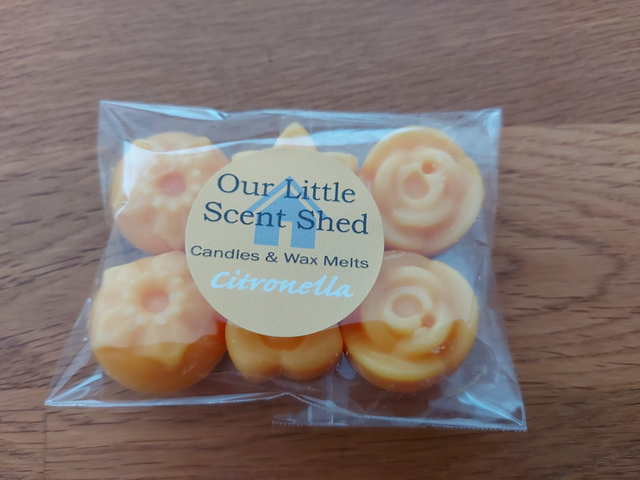 Our Little
Scent Shed
Candles & Wax Melts
Citronella